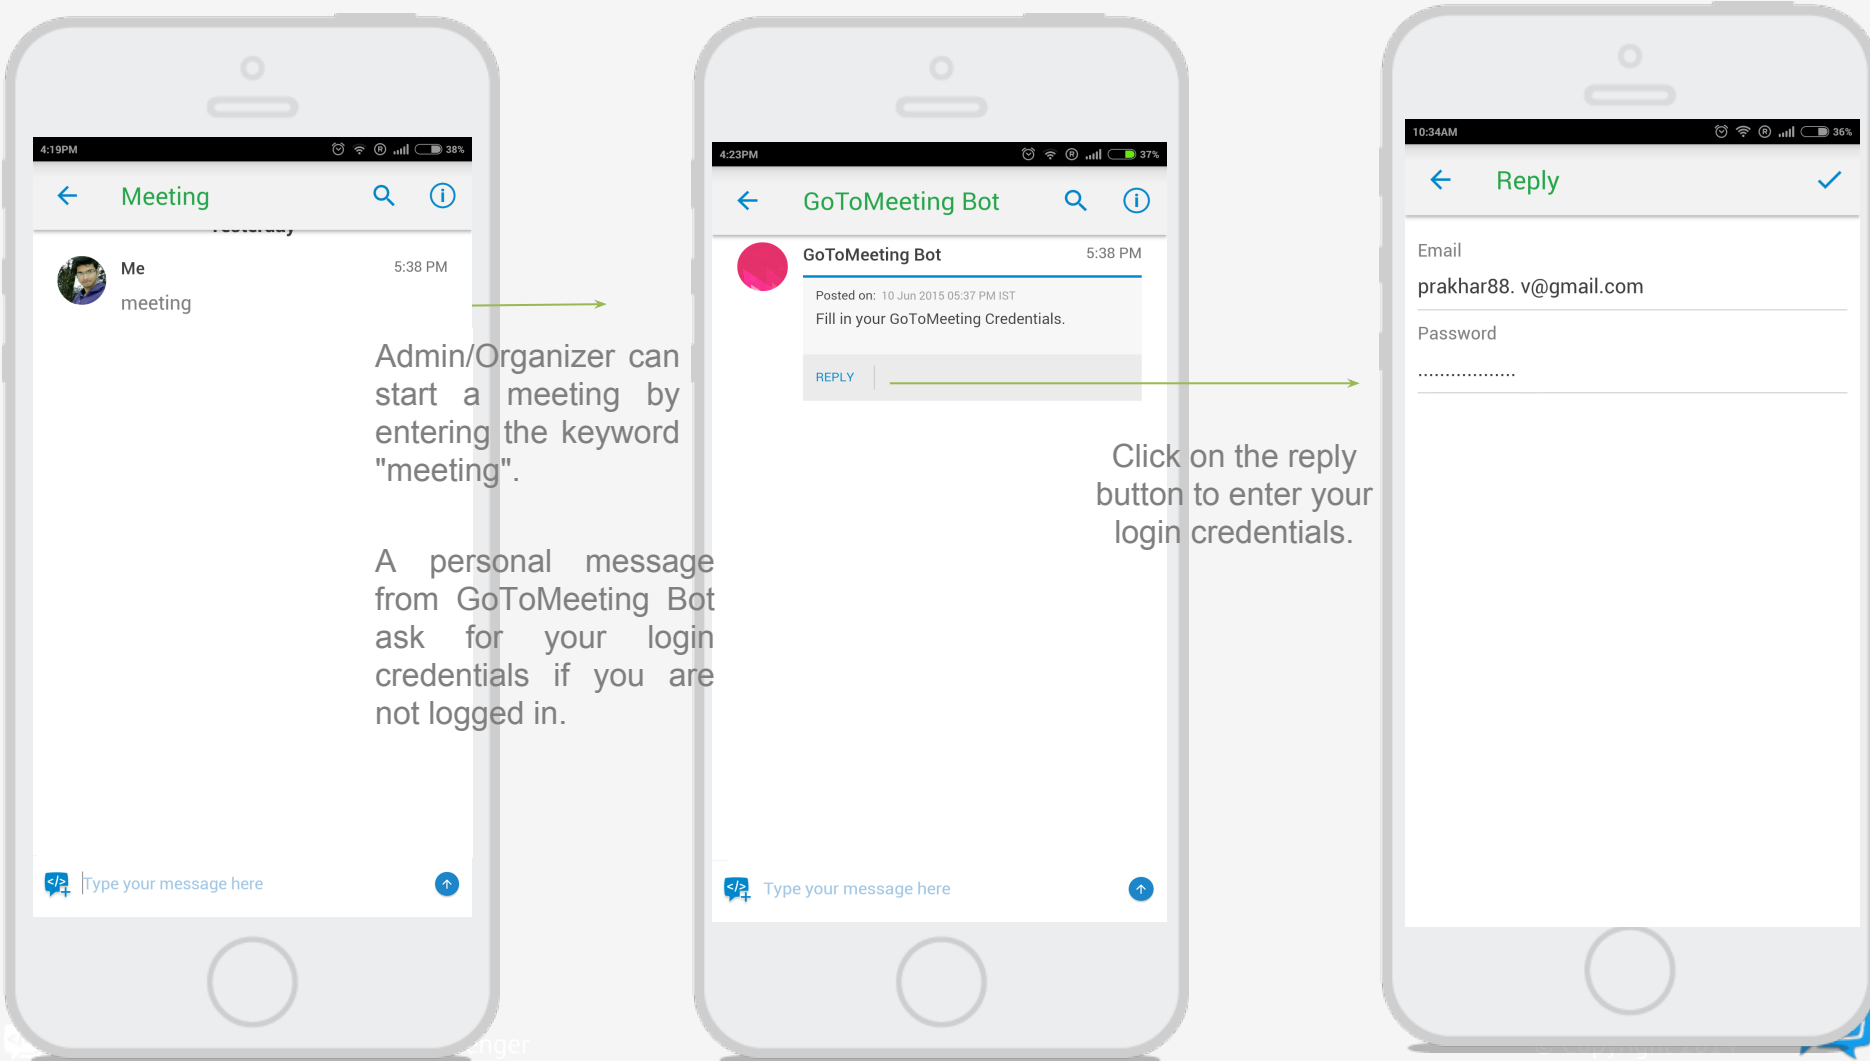 4:19PM
38%
Meeting
Yesterday
Me
5:38 PM
meeting
Type your message here
Admin/Organizer can
start a meeting by
entering the keyword
"meeting".
A personal message
from GoToMeeting Bot
ask for your login
credentials if you are
not logged in.
4:23PM
37%
GoToMeeting Bot
GoToMeeting Bot
5:38 PM
Posted on: 10 Jun 2015 05:37 PM IST
Fill in your GoToMeeting Credentials.
REPLY
Type your message here
Click on the reply
button to enter your
login credentials.
10:34AM
36%
Reply
Email
prakhar88. v@gmail.com
Password
..................